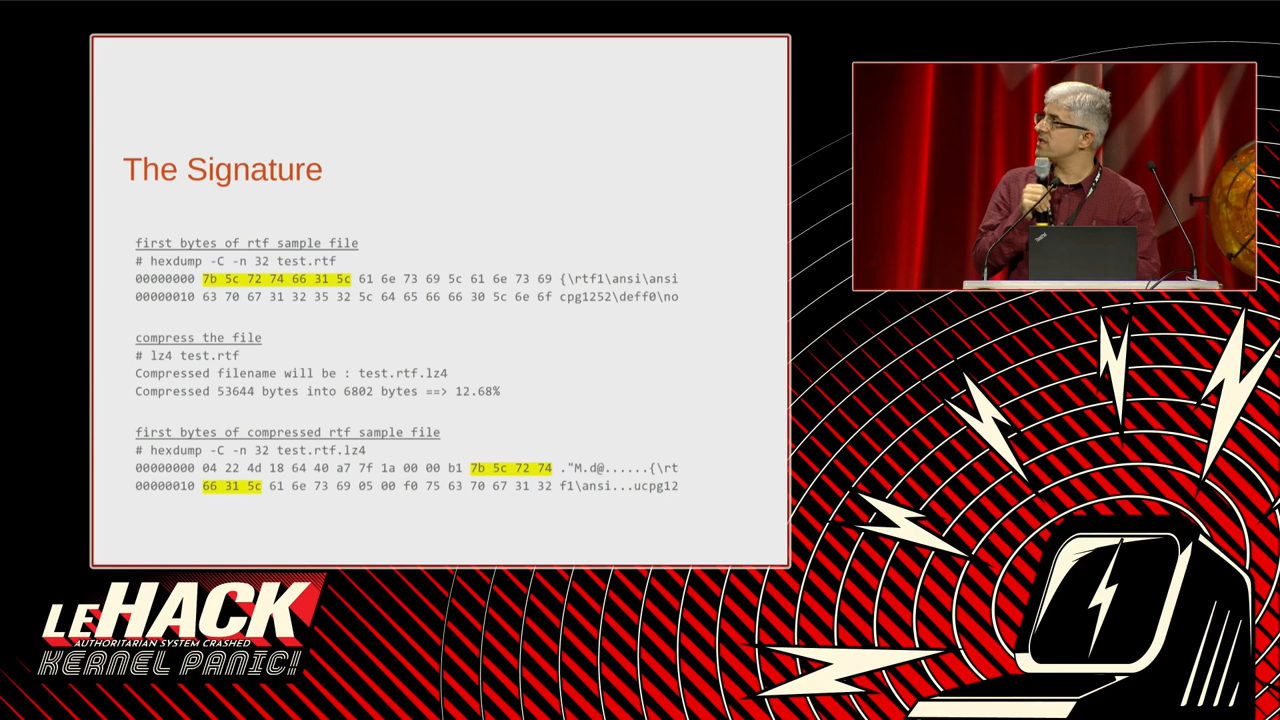 The Signature
first bytes of rtf sample file
# hexdump -C -n 32 test.rtf
00000000 7b 5c 72 74 66 31 5c 61 6e 73 69 5c 61 6e 73 69 {\rtf1\ansi\ansi
00000010 63 70 67 31 32 35 32 5c 64 65 66 66 30 5c 6e 6f cpg1252\deff0\no
compress the file
# lz4 test.rtf
Compressed filename will be : test.rtf.lz4
Compressed 53644 bytes into 6802 bytes ==> 12.68%
first bytes of compressed rtf sample file
# hexdump -C -n 32 test.rtf.lz4
00000000 04 22 4d 18 64 40 a7 7f 1a 00 00 b1 7b 5c 72 74 ."M.d@......{\rt
00000010 66 31 5c 61 6e 73 69 05 00 f0 75 63 70 67 31 32 f1\ansi...ucpg12
ThinkPad
LEHACK
AUTHORITARIAN SYSTEM CRASHED
KERNEL PANIC!